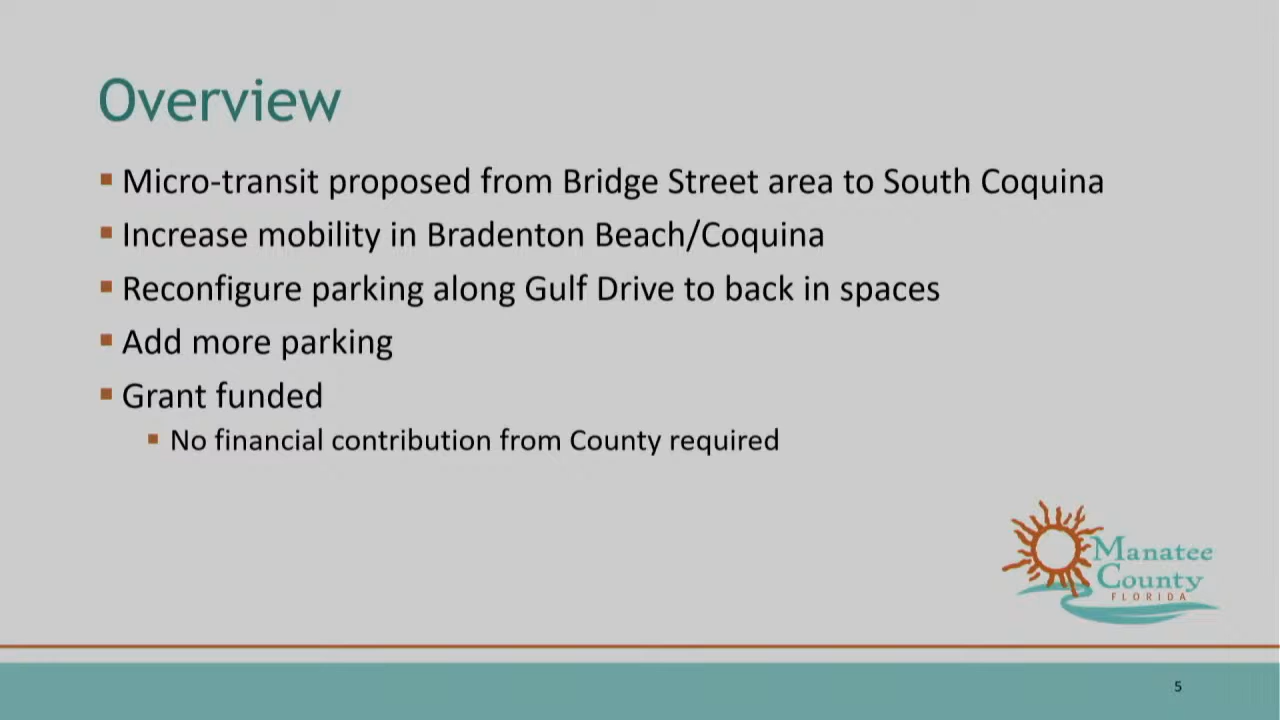 Overview
Micro-transit proposed from Bridge Street area to South Coquina
Increase mobility in Bradenton Beach/Coquina
Reconfigure parking along Gulf Drive to back in spaces
Add more parking
Grant funded
No financial contribution from County required
Manatee
County
FLORIDA
5